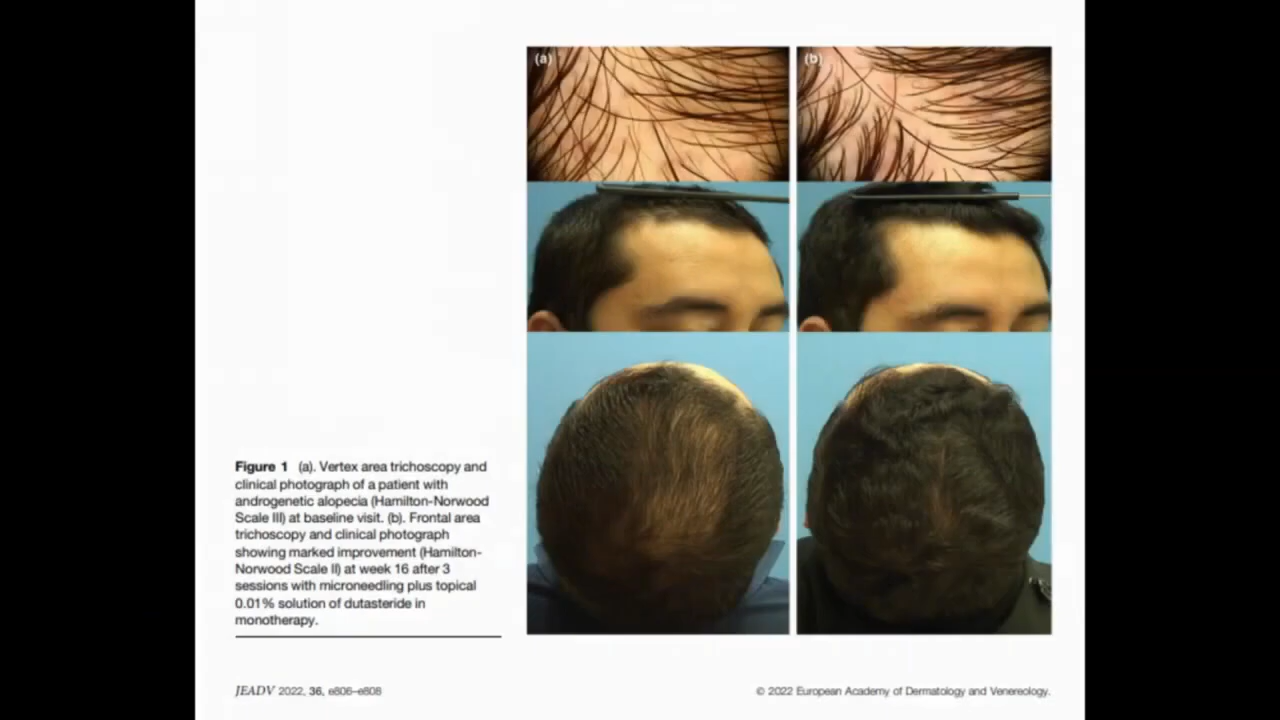 (a)
(b)
Figure 1 (a). Vertex area trichoscopy and
clinical photograph of a patient with
androgenetic alopecia (Hamilton-Norwood
Scale III) at baseline visit. (b). Frontal area
trichoscopy and clinical photograph
showing marked improvement (Hamilton-
Norwood Scale II) at week 16 after 3
sessions with microneedling plus topical
0.01% solution of dutasteride in
monotherapy.
JEADV 2022, 36, e806–e808
© 2022 European Academy of Dermatology and Venereology.